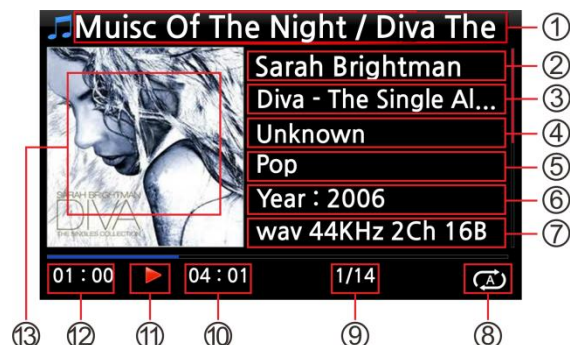 Muisc Of The Night / Diva The ①
Sarah Brightman ②
Diva - The Single Al... ③
Unknown ④
Pop ⑤
Year : 2006 ⑥
wav 44KHz 2Ch 16B ⑦
SARAH BRIGHTMAN
DIVA
THE SINGLES COLLECTION
01 : 00 04 : 01 1/14 A
⑬ ⑫ ⑪ ⑩ ⑨ ⑧